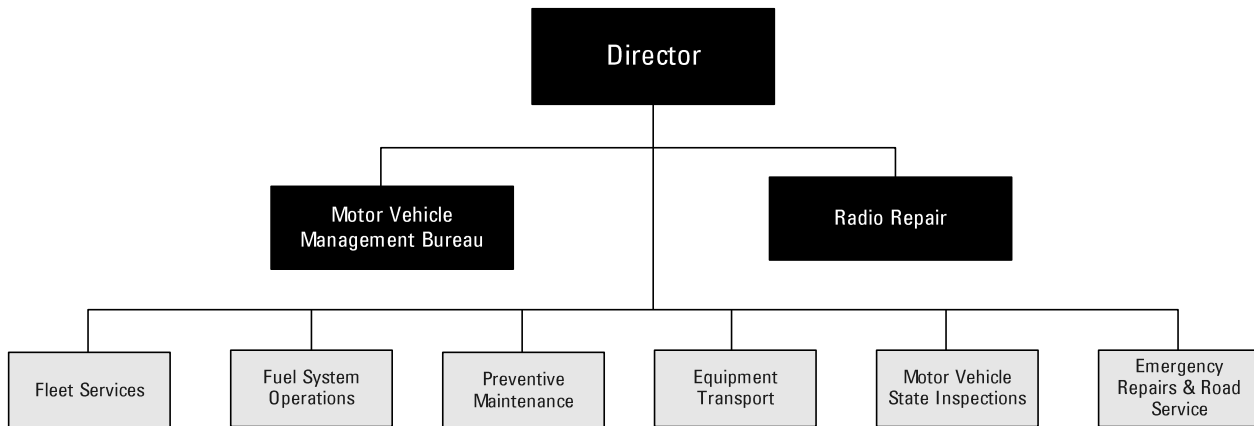 Director
Motor Vehicle
Management Bureau
Radio Repair
Fleet Services
Fuel System
Operations
Preventive
Maintenance
Equipment
Transport
Motor Vehicle
State Inspections
Emergency
Repairs & Road
Service